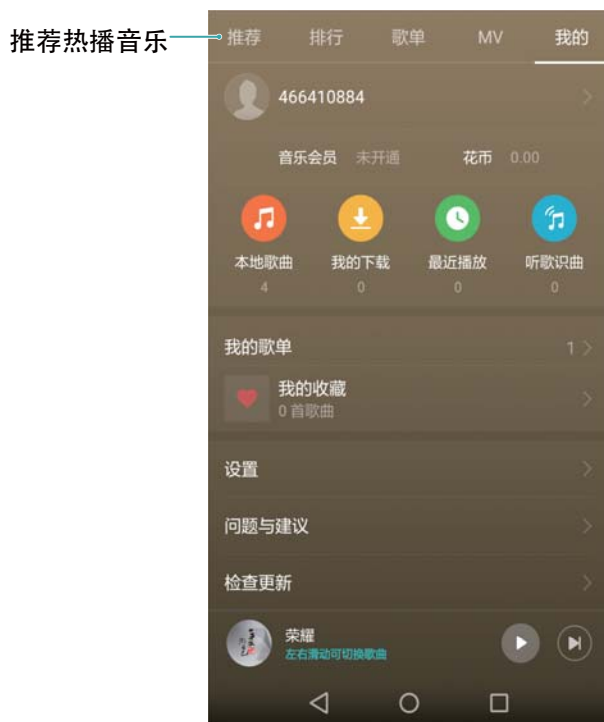 推荐热播音乐
推荐 排行 歌单 MV 我的
466410884
音乐会员 未开通 花币 0.00
本地歌曲 我的下载 最近播放 听歌识曲
4 0 0 0
我的歌单 1
我的收藏
0 首歌曲
设置
问题与建议
检查更新
荣耀
左右滑动可切换歌曲